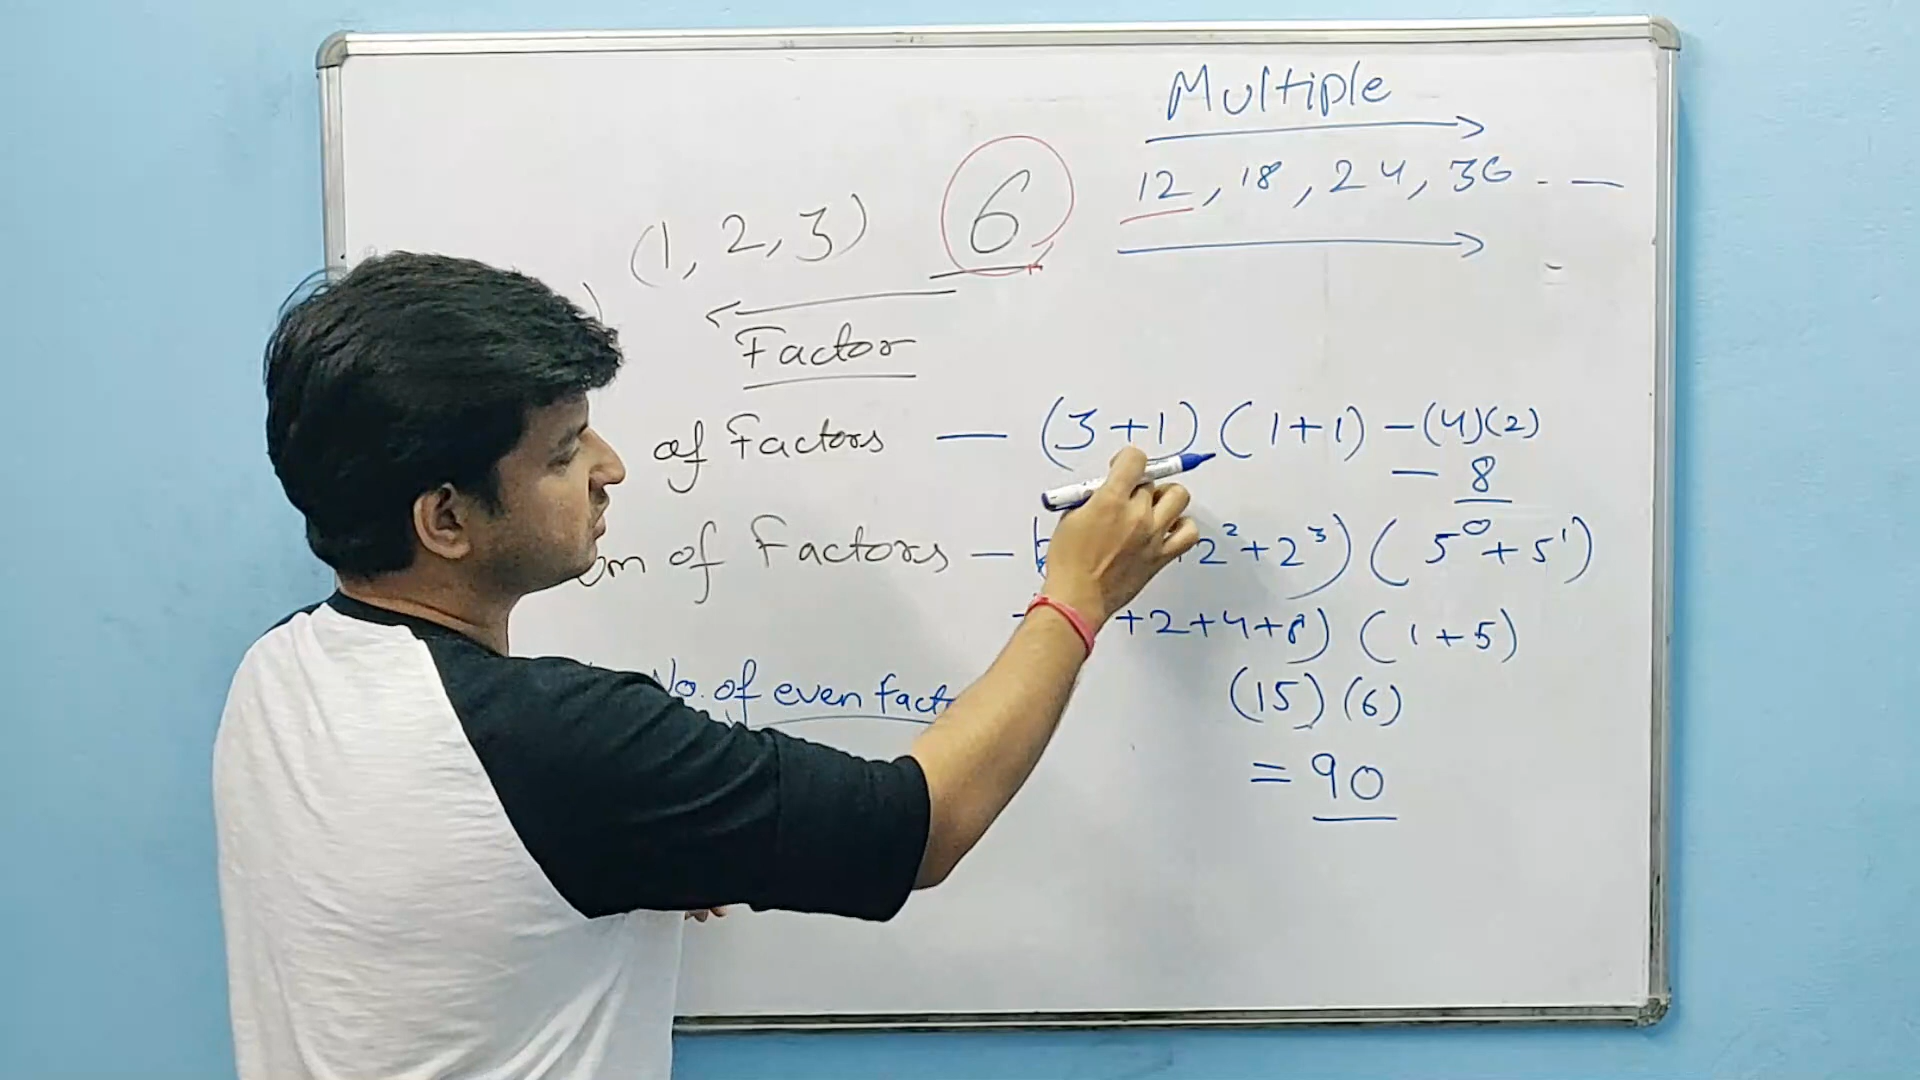 Multiple
12, 18, 24, 36 - —
(1, 2, 3) 6
Factor
of Factors — (3+1) (1+1) - (4)(2)
- 8
of Factors — 2² + 2³) ( 5⁰ + 5¹)
+2+4+8) (1+5)
No. of even fact
(15) (6)
= 90